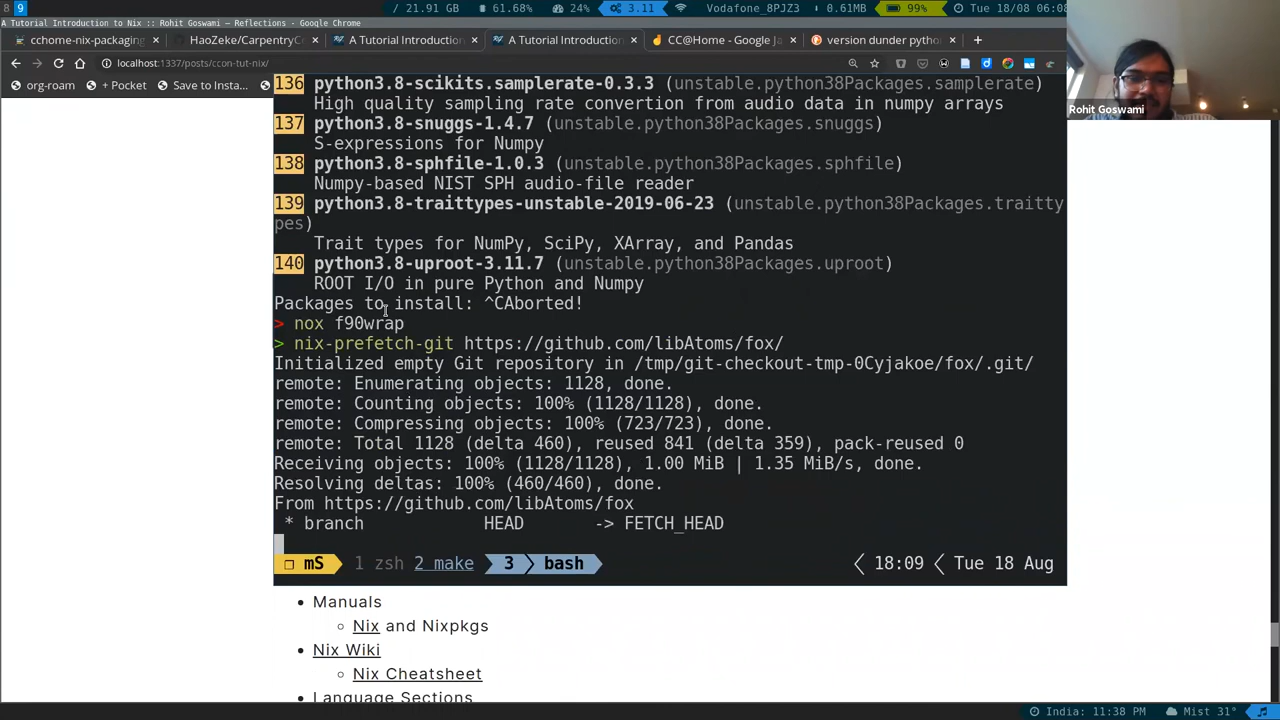 8 9 21.91 GB 61.68% 24% 3.11 Vodafone_8PJZ3 0.61MB 99% Tue 18/08 06:08
A Tutorial Introduction to Nix :: Rohit Goswami — Reflections - Google Chrome
cchome-nix-packaging × HaoZeke/CarpentryC × A Tutorial Introduction × A Tutorial Introduction × CC@Home - Google Ja × version dunder python × +
localhost:1337/posts/ccon-tut-nix/
org-roam + Pocket Save to Insta...
Rohit Goswami
136 python3.8-scikits.samplerate-0.3.3 (unstable.python38Packages.samplerate)
High quality sampling rate convertion from audio data in numpy arrays
137 python3.8-snuggs-1.4.7 (unstable.python38Packages.snuggs)
S-expressions for Numpy
138 python3.8-sphfile-1.0.3 (unstable.python38Packages.sphfile)
Numpy-based NIST SPH audio-file reader
139 python3.8-traittypes-unstable-2019-06-23 (unstable.python38Packages.traitty
pes)
Trait types for NumPy, SciPy, XArray, and Pandas
140 python3.8-uproot-3.11.7 (unstable.python38Packages.uproot)
ROOT I/O in pure Python and Numpy
Packages to install: ^CAborted!
> nox f90wrap
> nix-prefetch-git https://github.com/libAtoms/fox/
Initialized empty Git repository in /tmp/git-checkout-tmp-0Cyjakoe/fox/.git/
remote: Enumerating objects: 1128, done.
remote: Counting objects: 100% (1128/1128), done.
remote: Compressing objects: 100% (723/723), done.
remote: Total 1128 (delta 460), reused 841 (delta 359), pack-reused 0
Receiving objects: 100% (1128/1128), 1.00 MiB | 1.35 MiB/s, done.
Resolving deltas: 100% (460/460), done.
From https://github.com/libAtoms/fox
* branch HEAD -> FETCH_HEAD
mS 1 zsh 2 make 3 bash 18:09 Tue 18 Aug
• Manuals
Nix and Nixpkgs
• Nix Wiki
Nix Cheatsheet
• Language Sections
India: 11:38 PM Mist 31°